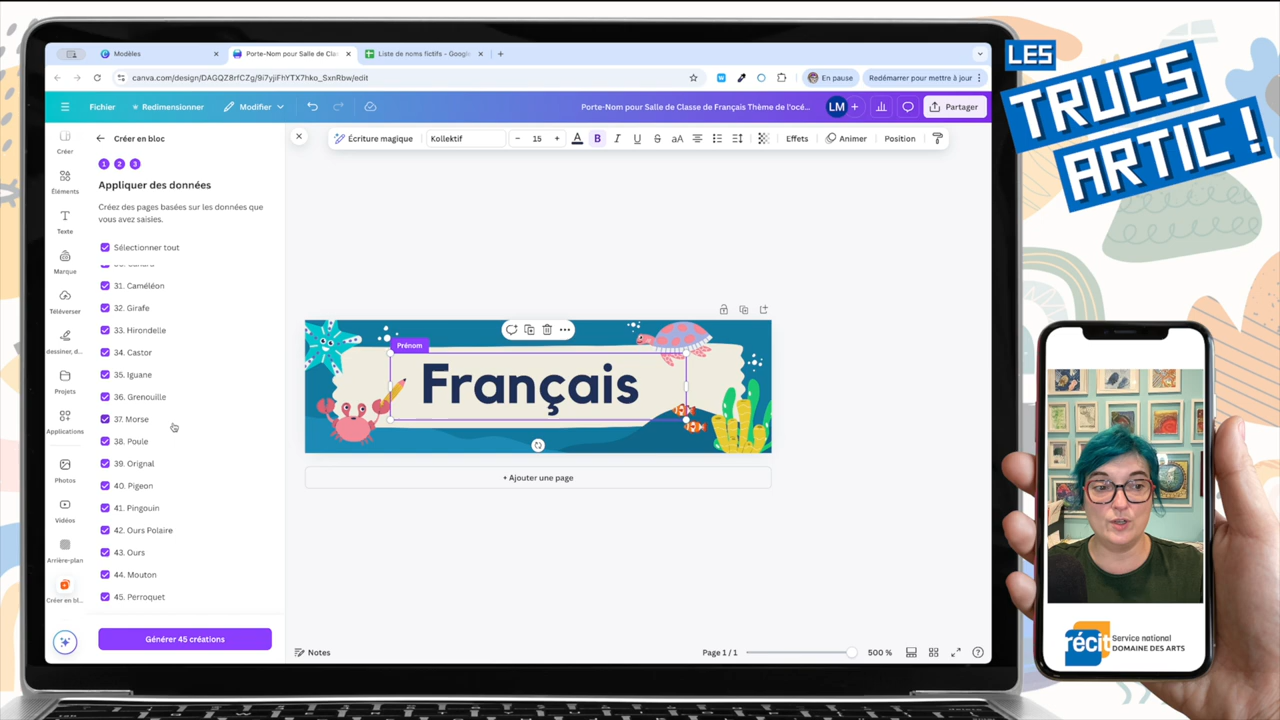 LES
TRUCS
ARTIC !
Modèles
Porte-Nom pour Salle de Clas
Liste de noms fictifs - Google
canva.com/design/DAGQZ8rfCZg/9i7yjiFhYTX7hko_SxnRbw/edit
En pause
Redémarrer pour mettre à jour
Fichier
Redimensionner
Modifier
Porte-Nom pour Salle de Classe de Français Thème de l'océ...
LM
Partager
Écriture magique
Kollektif
15
B
I
U
S
aA
Effets
Animer
Position
Créer
Éléments
Texte
Marque
Téléverser
dessiner, d...
Projets
Applications
Photos
Vidéos
Arrière-plan
Créer en bl...
Créer en bloc
1 2 3
Appliquer des données
Créez des pages basées sur les données que
vous avez saisies.
Sélectionner tout
31. Caméléon
32. Girafe
33. Hirondelle
34. Castor
35. Iguane
36. Grenouille
37. Morse
38. Poule
39. Orignal
40. Pigeon
41. Pingouin
42. Ours Polaire
43. Ours
44. Mouton
45. Perroquet
Générer 45 créations
Prénom
Français
+ Ajouter une page
Notes
Page 1 / 1
500 %
récit
Service national
DOMAINE DES ARTS